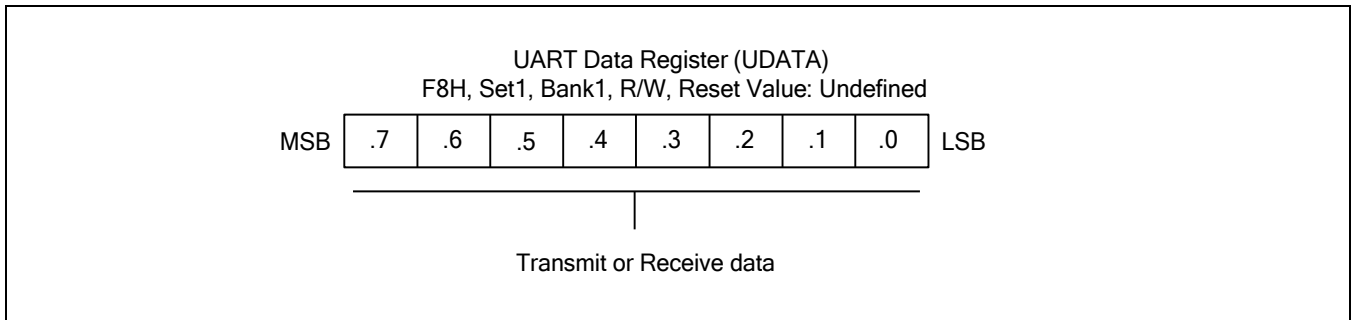 UART Data Register (UDATA)
F8H, Set1, Bank1, R/W, Reset Value: Undefined
MSB .7 .6 .5 .4 .3 .2 .1 .0 LSB
Transmit or Receive data